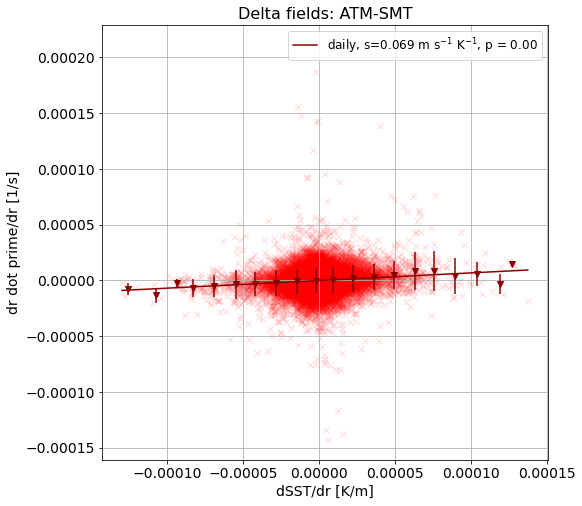 Delta fields: ATM-SMT
daily, s=0.069 m s⁻¹ K⁻¹, p = 0.00
dr dot prime/dr [1/s]
0.00020
0.00015
0.00010
0.00005
0.00000
−0.00005
−0.00010
−0.00015
−0.00010 −0.00005 0.00000 0.00005 0.00010 0.00015
dSST/dr [K/m]